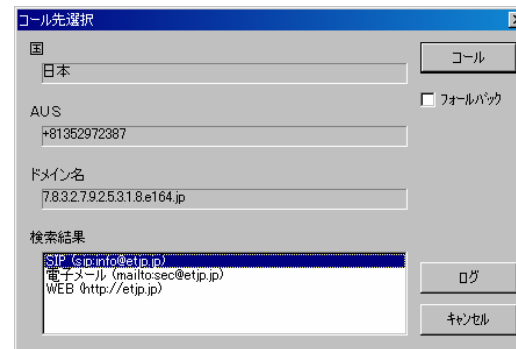 コール先選択
国
日本
コール
フォールバック
AUS
+81352972387
ドメイン名
7.8.3.2.7.9.2.5.3.1.8.e164.jp
検索結果
SIP (sip:info@etjp.jp)
電子メール (mailto:sec@etjp.jp)
WEB (http://etjp.jp)
ログ
キャンセル